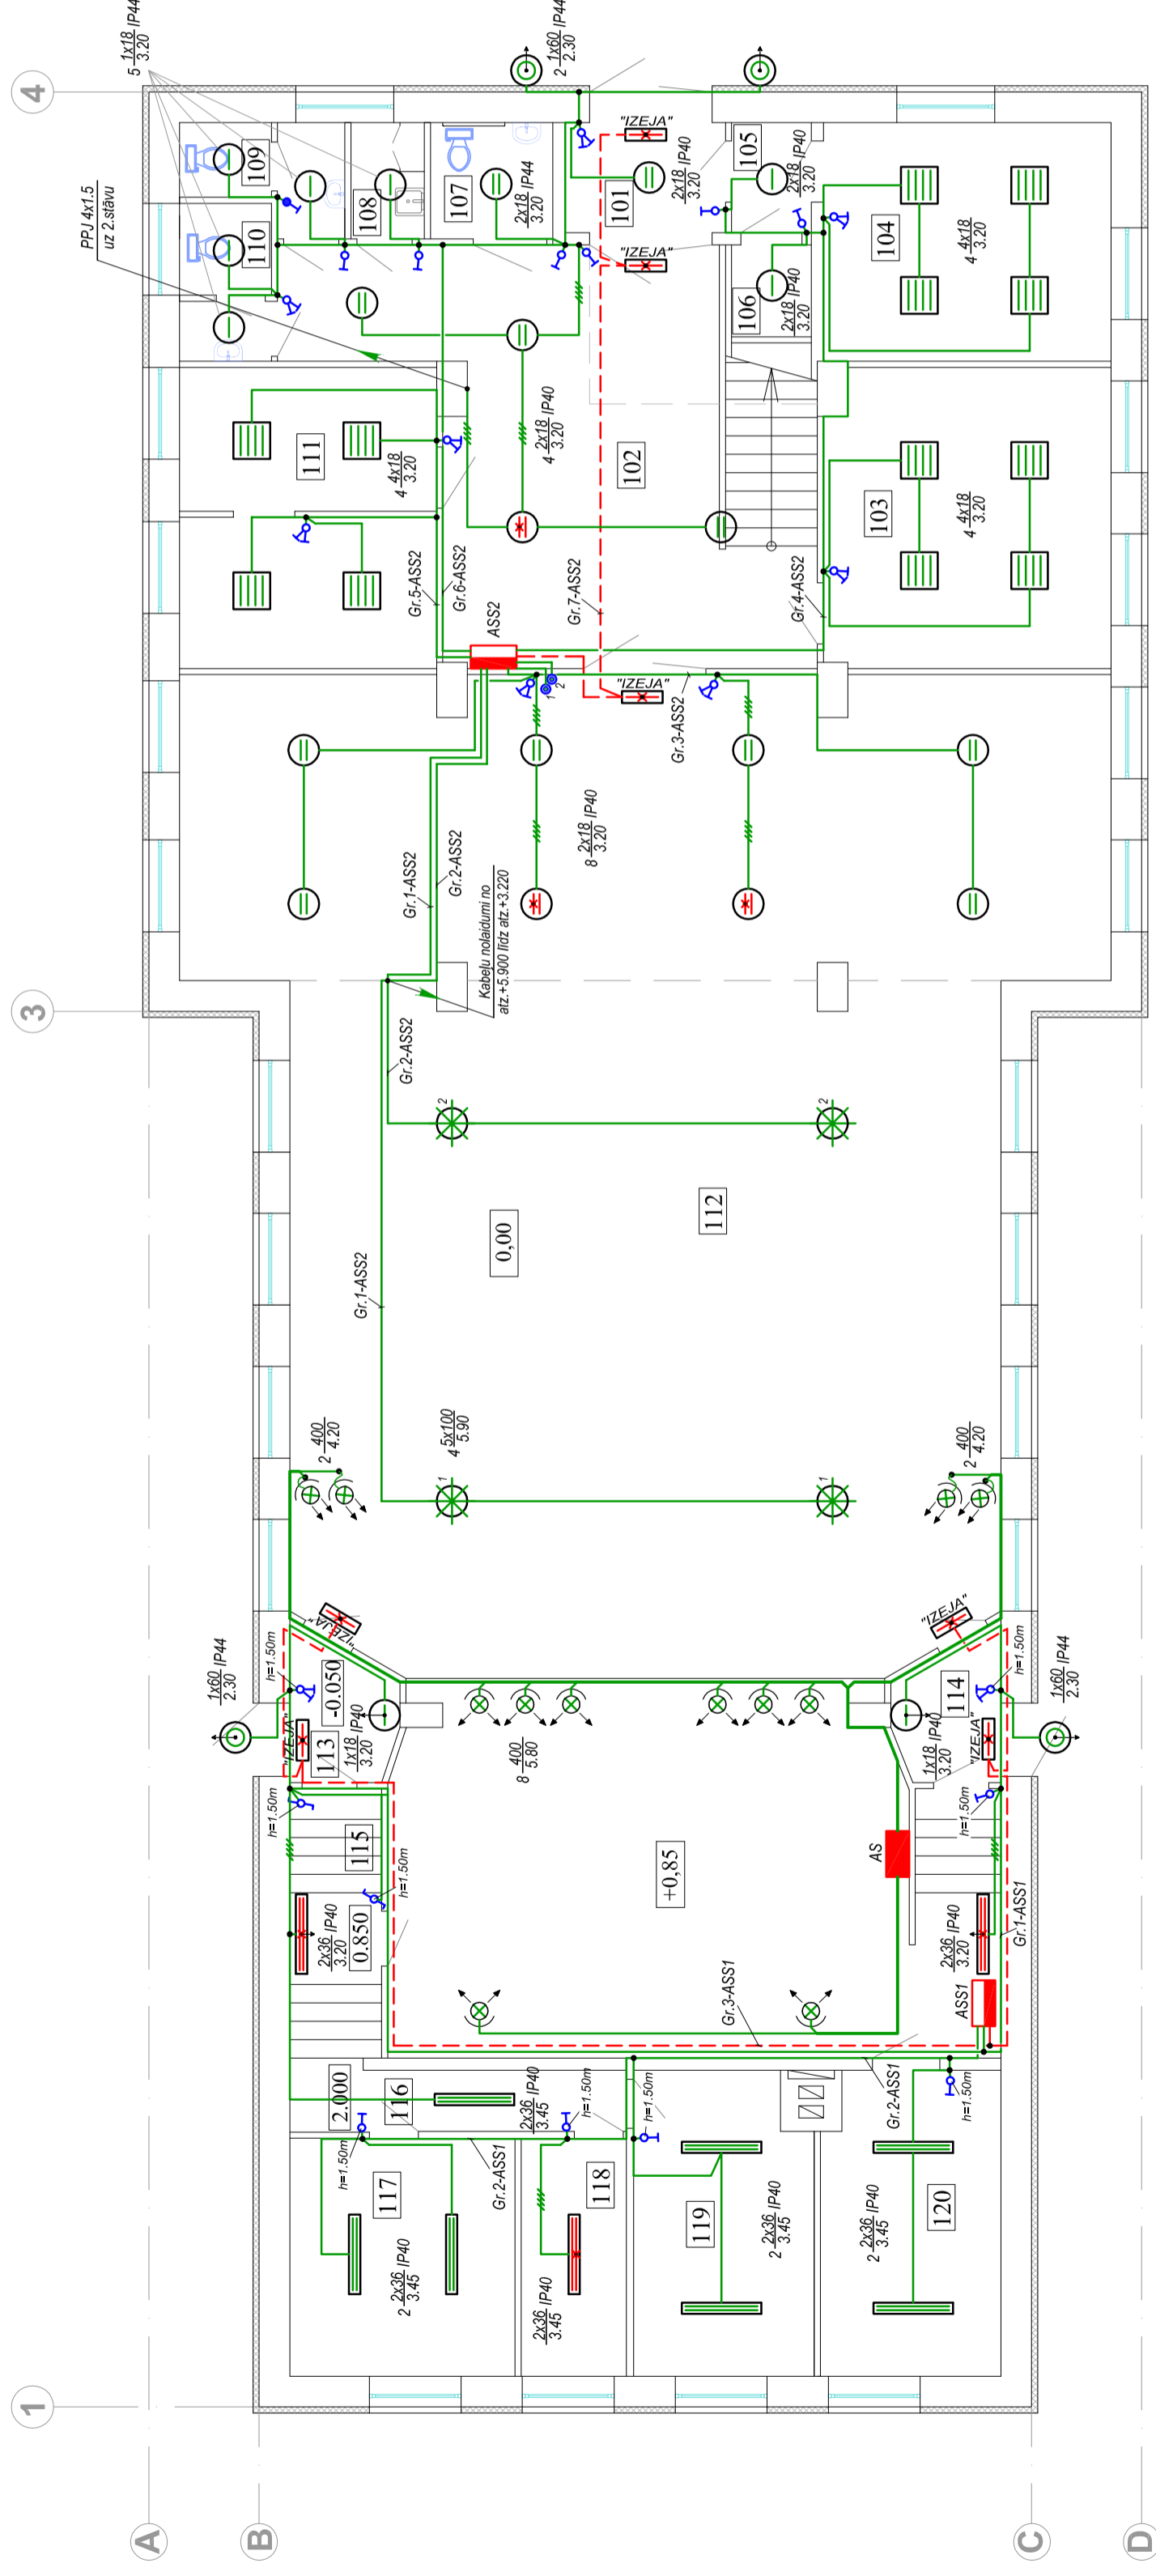 4
5 1x18 IP44
3.20
2 1x60 IP44
2.30
PPJ 4x1.5
uz 2.stāvu
109
110
108
107
2x18 IP44
3.20
"IZEJA"
101
2x18 IP40
3.20
105
2x18 IP40
3.20
"IZEJA"
106
2x18 IP40
3.20
104
4 4x18
3.20
111
4 4x18
3.20
4 2x18 IP40
3.20
102
103
4 4x18
3.20
Gr.5-ASS2
Gr.6-ASS2
ASS2
Gr.7-ASS2
Gr.4-ASS2
1
2
"IZEJA"
Gr.3-ASS2
8 2x18 IP40
3.20
Gr.1-ASS2
Gr.2-ASS2
Kabeļu nolaidumi no
atz.+5.900 līdz atz.+3.220
3
Gr.2-ASS2
2
2
112
0,00
Gr.1-ASS2
2 400
4.20
4 5x100
5.90
1
1
2 400
4.20
"IZEJA"
"IZEJA"
1x60 IP44
2.30
h=1.50m
-0.050
"IZEJA"
113
1x18 IP40
3.20
8 400
5.80
114
1x18 IP40
3.20
"IZEJA"
h=1.50m
1x60 IP44
2.30
h=1.50m
115
h=1.50m
h=1.50m
AS
+0,85
2x36 IP40
3.20
0.850
2x36 IP40
3.20
Gr.1-ASS1
ASS1
Gr.3-ASS1
2.000
116
2x36 IP40
3.45
h=1.50m
h=1.50m
h=1.50m
Gr.2-ASS1
h=1.50m
Gr.2-ASS1
117
118
119
120
2 2x36 IP40
3.45
2x36 IP40
3.45
2 2x36 IP40
3.45
2 2x36 IP40
3.45
1
A
B
C
D